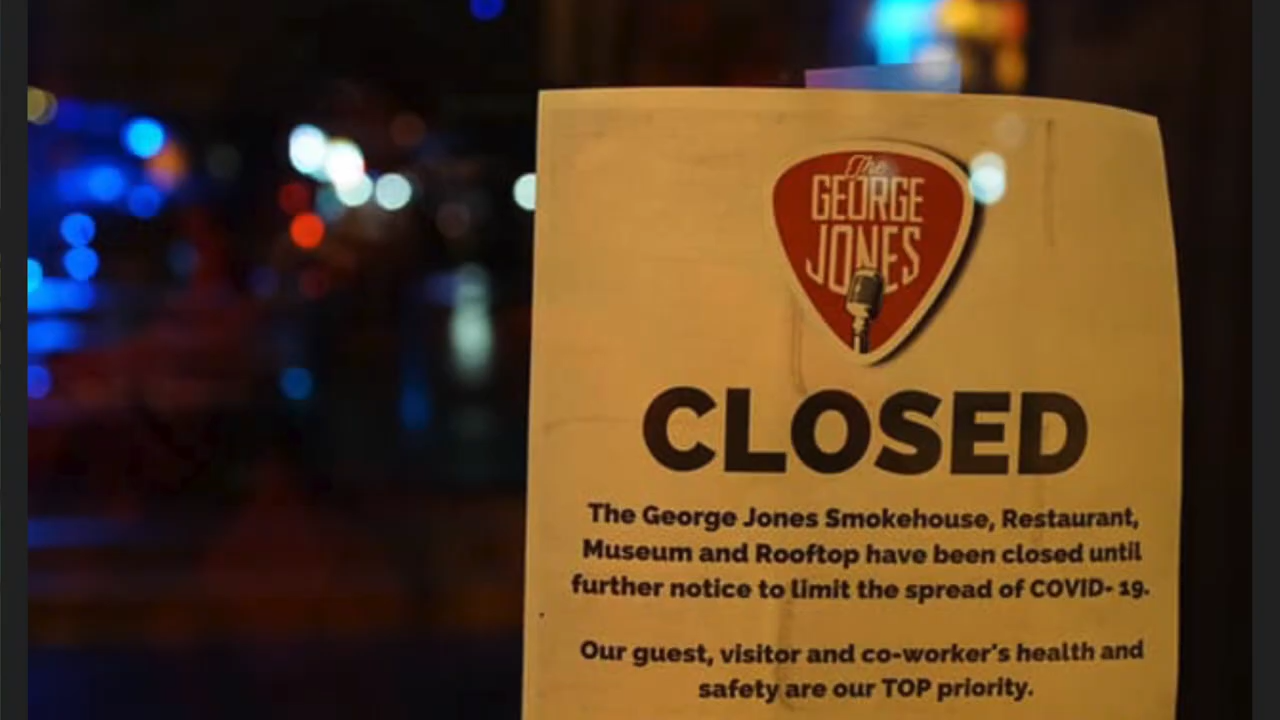 The
GEORGE
JONES
CLOSED
The George Jones Smokehouse, Restaurant,
Museum and Rooftop have been closed until
further notice to limit the spread of COVID- 19.
Our guest, visitor and co-worker's health and
safety are our TOP priority.